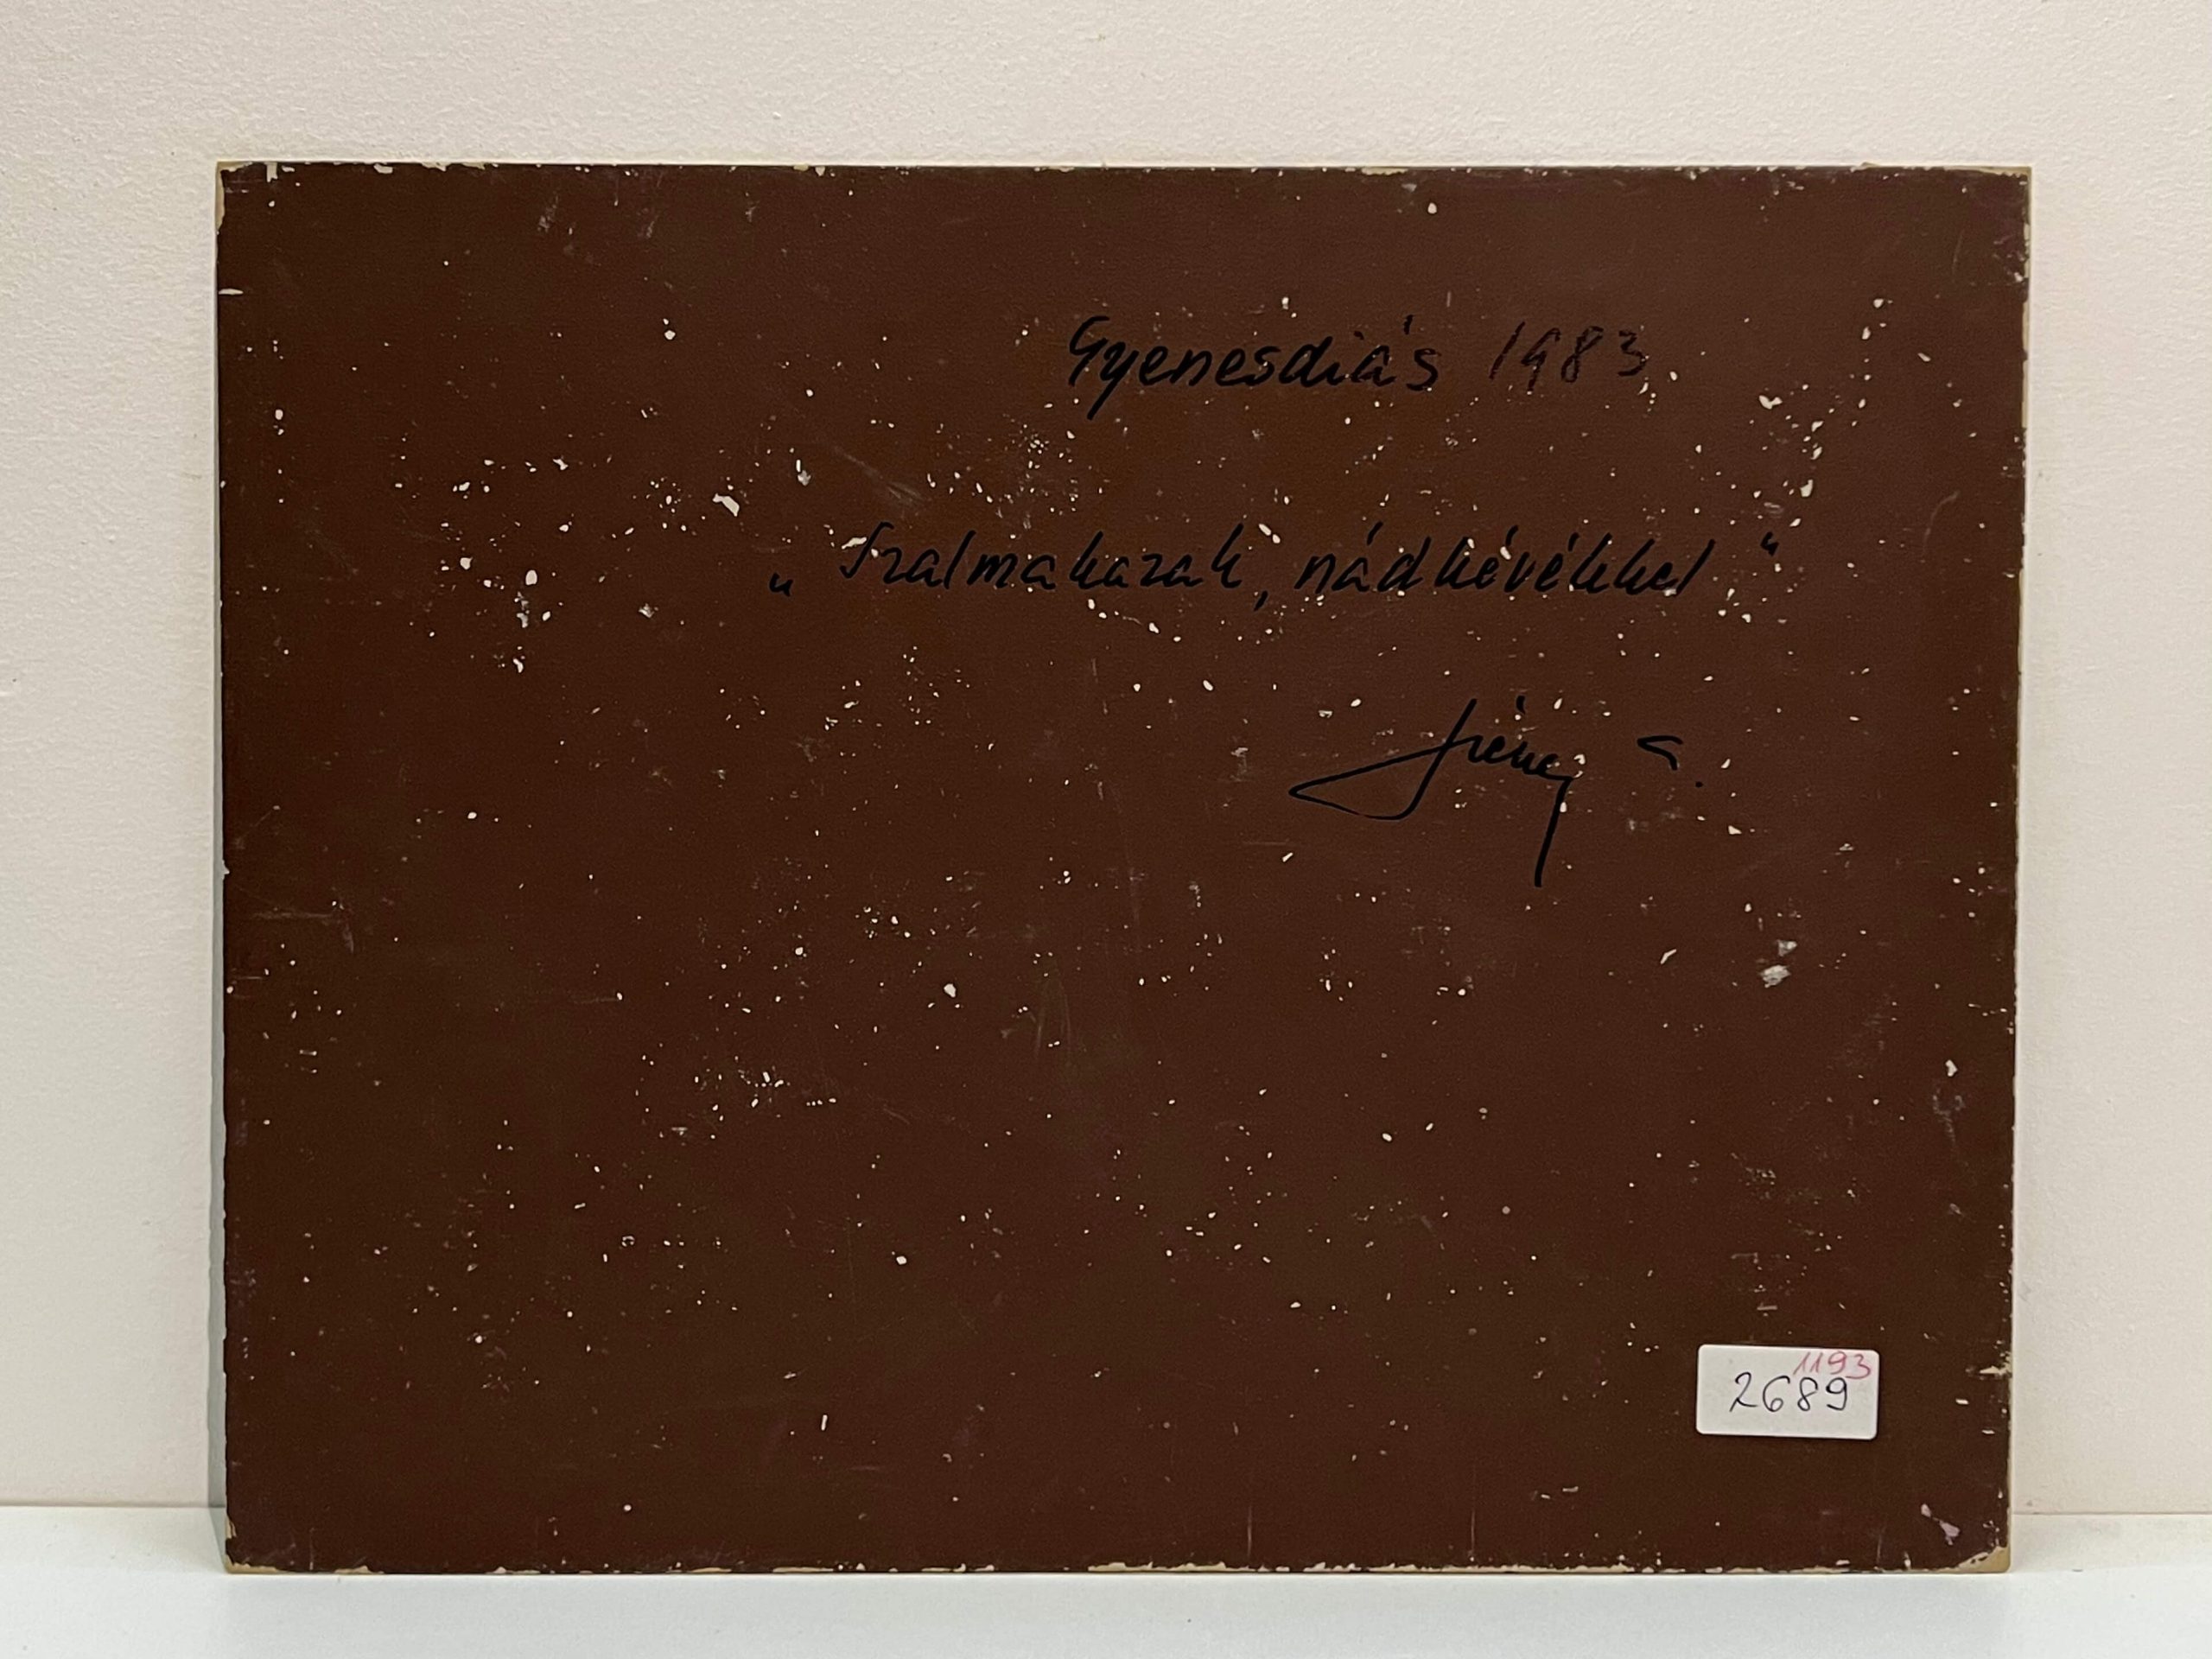 Gyenesdiás 1983
„Szalmakazak, nádkévékkel"
1193
2689